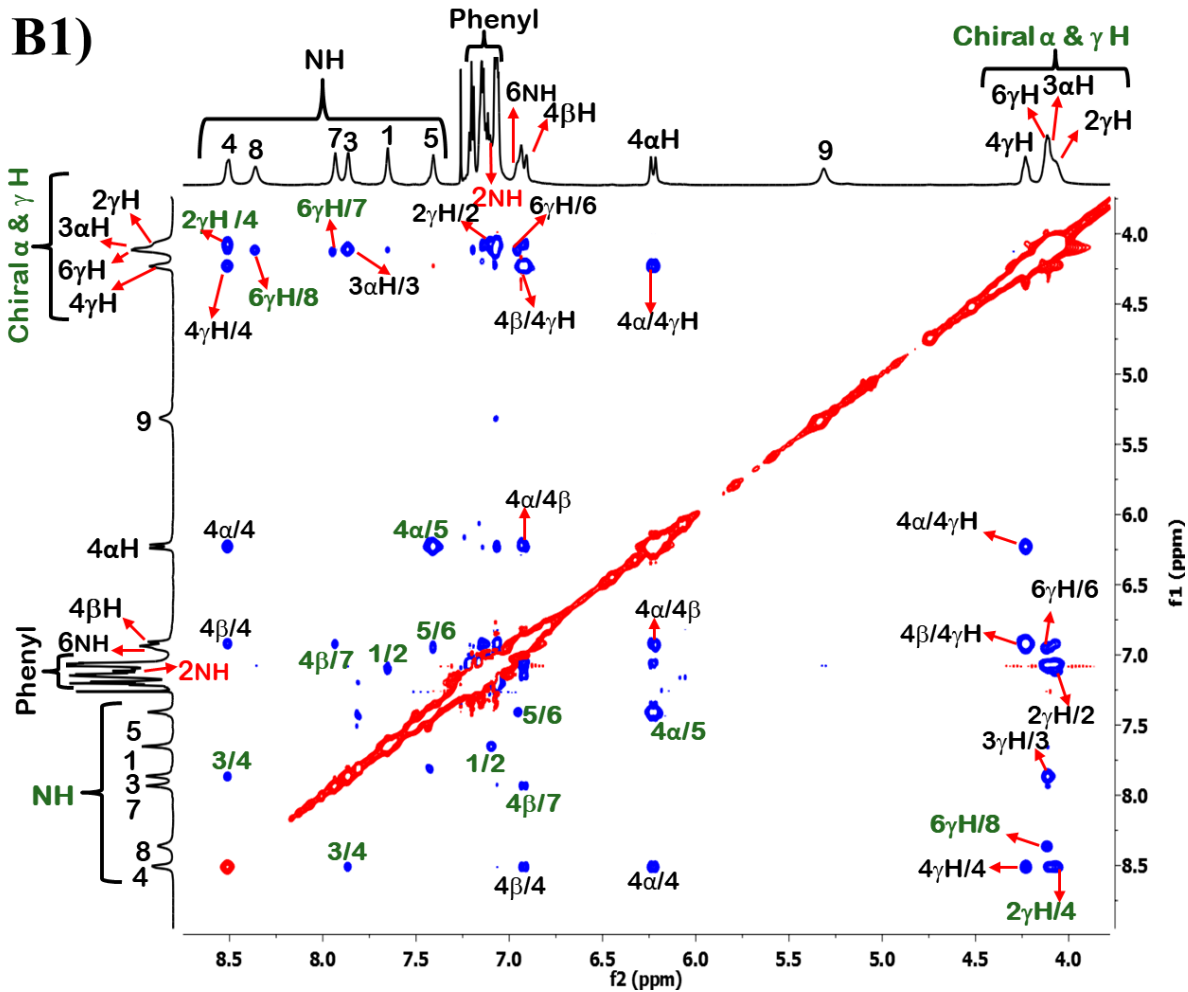 B1)
Phenyl
Chiral α & γ H
NH
6NH
4βH
6γH
3αH
2γH
4γH
4
8
7
3
1
5
4αH
9
2NH
Chiral α & γ H
2γH
3αH
6γH
4γH
2γH /4
6γH/7
2γH/2
6γH/6
6γH/8
3αH/3
4γH/4
4β/4γH
4α/4γH
4.0
4.5
5.0
9
5.5
4α/4β
6.0
4αH
4α/4
4α/5
4α/4γH
f1 (ppm)
6.5
4βH
6NH
Phenyl
2NH
4β/4
4β/7
1/2
5/6
4α/4β
4β/4γH
6γH/6
7.0
2γH/2
5
1
3
7
8
4
NH
5/6
4α/5
7.5
3/4
1/2
3γH/3
4β/7
8.0
6γH/8
3/4
4β/4
4α/4
4γH/4
8.5
2γH/4
8.5
8.0
7.5
7.0
6.5
6.0
5.5
5.0
4.5
4.0
f2 (ppm)